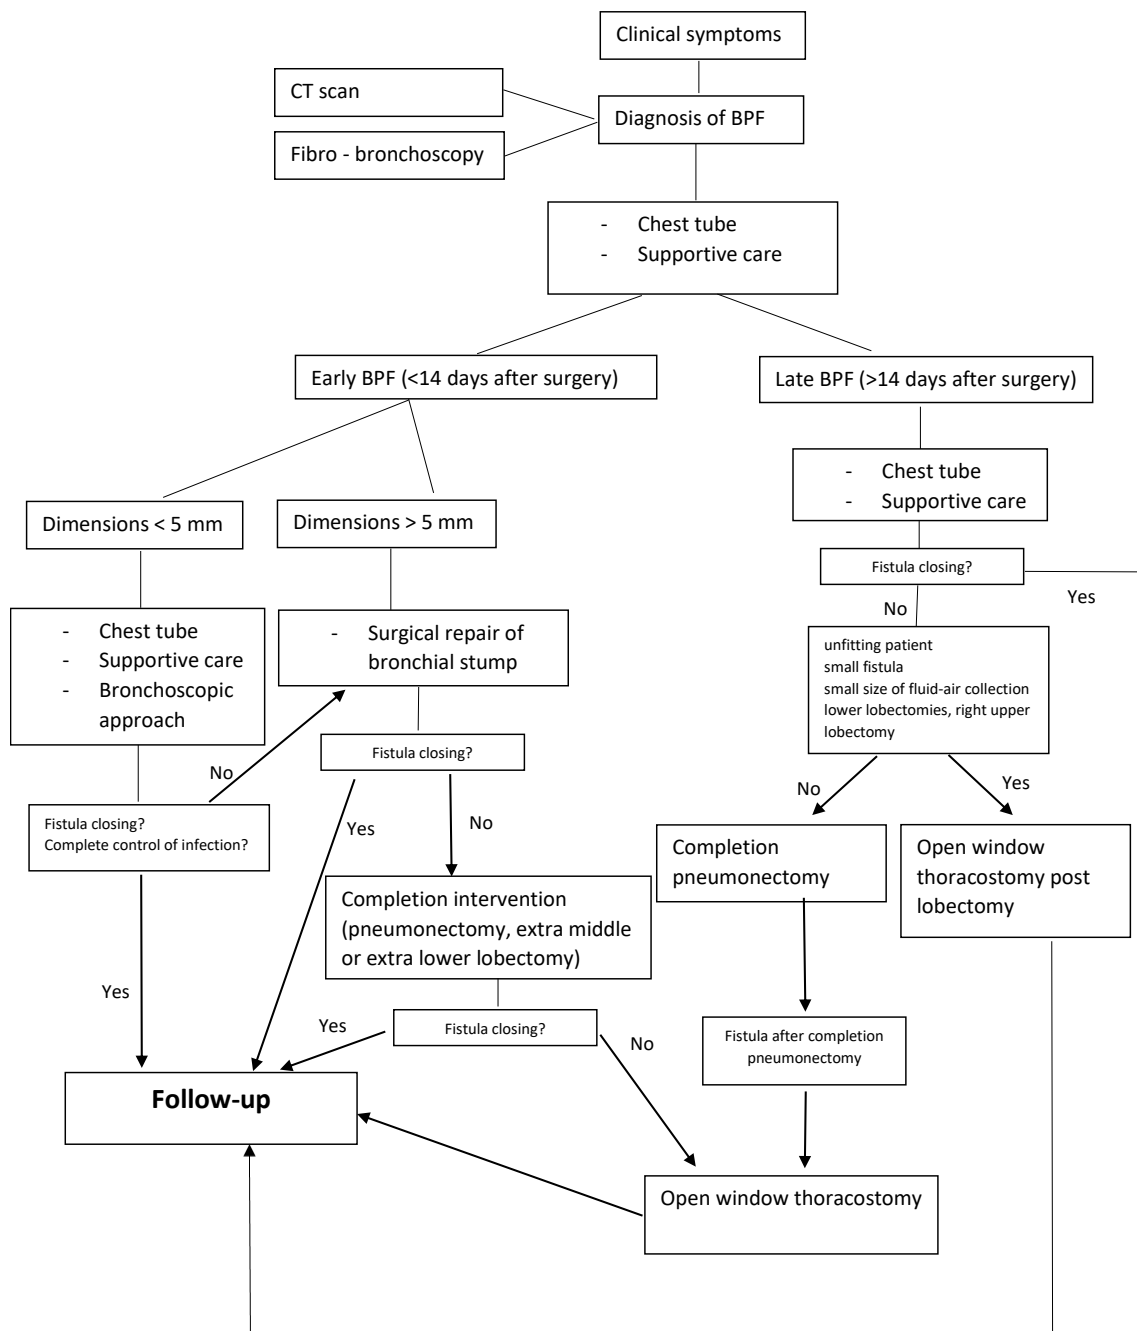 Clinical symptoms
CT scan
Diagnosis of BPF
Fibro - bronchoscopy
- Chest tube
- Supportive care
Early BPF (<14 days after surgery)
Late BPF (>14 days after surgery)
- Chest tube
- Supportive care
Dimensions < 5 mm
Dimensions > 5 mm
Fistula closing?
Yes
No
- Chest tube
- Supportive care
- Bronchoscopic
approach
- Surgical repair of
bronchial stump
unfitting patient
small fistula
small size of fluid-air collection
lower lobectomies, right upper
lobectomy
Fistula closing?
No
No
Yes
Fistula closing?
Complete control of infection?
Yes
No
Completion
pneumonectomy
Open window
thoracostomy post
lobectomy
Completion intervention
(pneumonectomy, extra middle
or extra lower lobectomy)
Yes
Yes
Fistula closing?
No
Fistula after completion
pneumonectomy
Follow-up
Open window thoracostomy